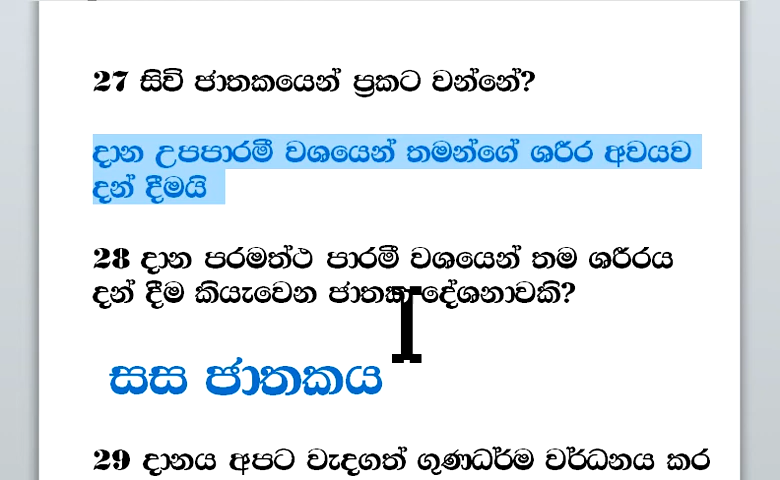 27 සිවි ජාතකයෙන් ප්‍රකට වන්නේ?
දාන උපපාරමී වශයෙන් තමන්ගේ ශරීර අවයව
දන් දීමයි
28 දාන පරමත්ථ පාරමී වශයෙන් තම ශරීරය
දන් දීම කියැවෙන ජාතක දේශනාවකි?
සස ජාතකය
29 දානය අපට වැදගත් ගුණධර්ම වර්ධනය කර